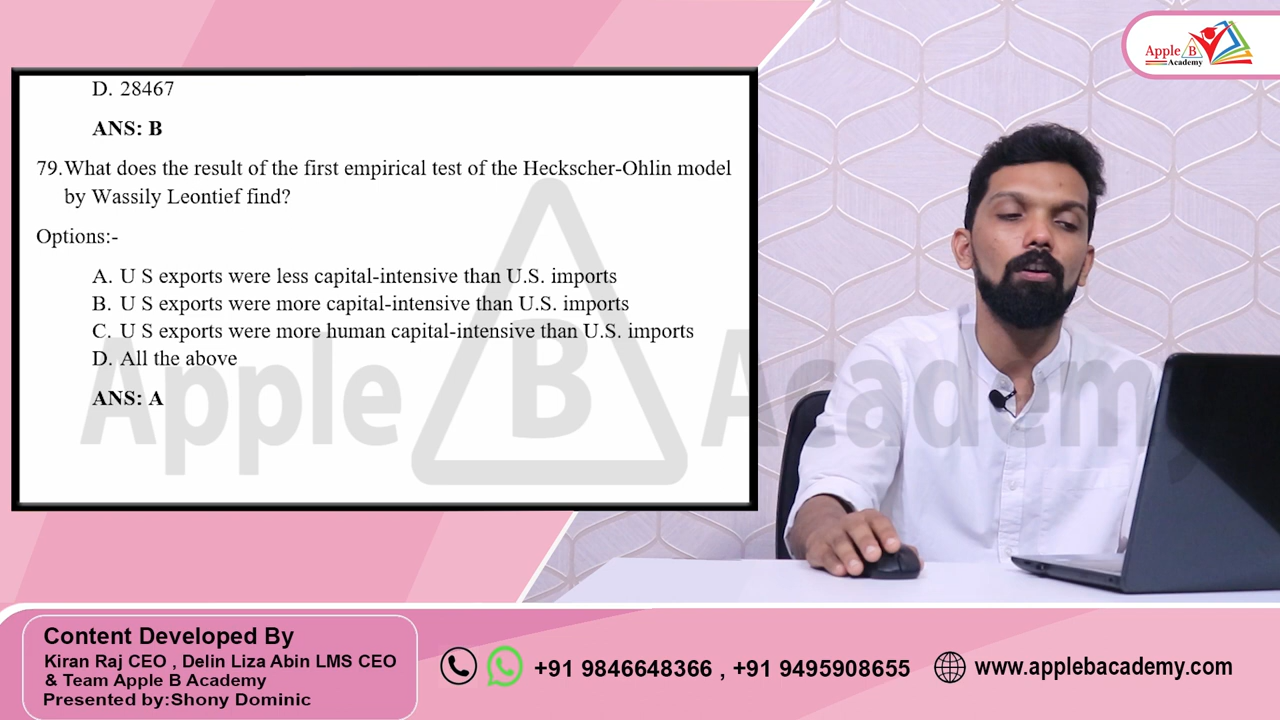 Apple B
Academy
D. 28467
ANS: B
79.What does the result of the first empirical test of the Heckscher-Ohlin model
by Wassily Leontief find?
Options:-
A. U S exports were less capital-intensive than U.S. imports
B. U S exports were more capital-intensive than U.S. imports
C. U S exports were more human capital-intensive than U.S. imports
D. All the above
ANS: A
Apple B Academy
Content Developed By
Kiran Raj CEO , Delin Liza Abin LMS CEO
& Team Apple B Academy
Presented by:Shony Dominic
+91 9846648366 , +91 9495908655
www.applebacademy.com